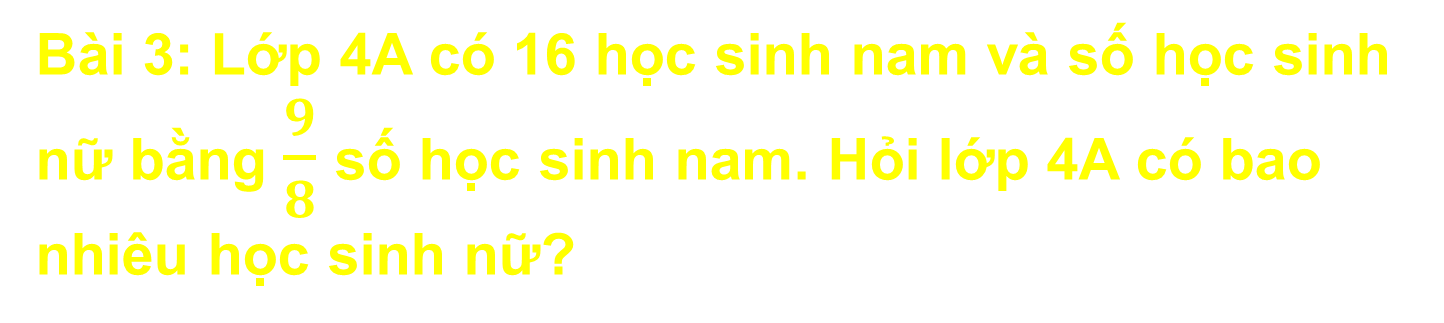 Bài 3: Lớp 4A có 16 học sinh nam và số học sinh
nữ bằng 9/8 số học sinh nam. Hỏi lớp 4A có bao
nhiêu học sinh nữ?